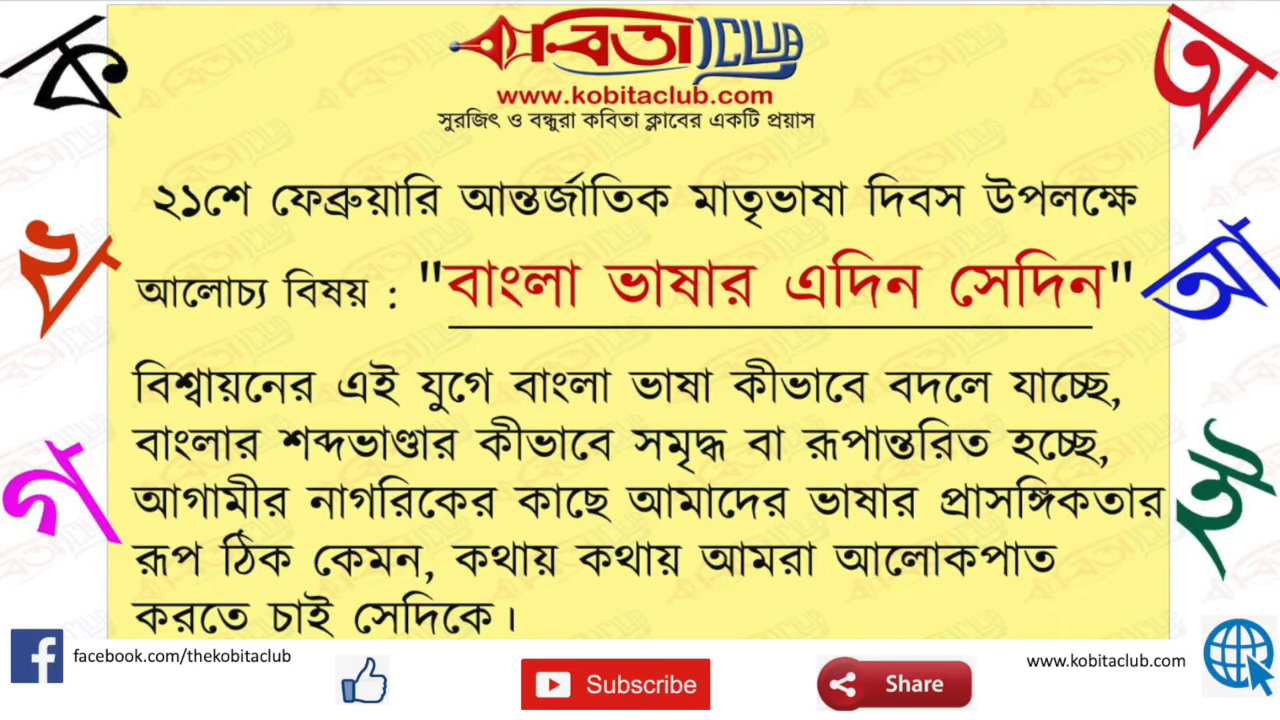 কবিতা CLUB
www.kobitaclub.com
সুরজিৎ ও বন্ধুরা কবিতা ক্লাবের একটি প্রয়াস
২১শে ফেব্রুয়ারি আন্তর্জাতিক মাতৃভাষা দিবস উপলক্ষে
আলোচ্য বিষয় : "বাংলা ভাষার এদিন সেদিন"
বিশ্বায়নের এই যুগে বাংলা ভাষা কীভাবে বদলে যাচ্ছে,
বাংলার শব্দভাণ্ডার কীভাবে সমৃদ্ধ বা রূপান্তরিত হচ্ছে,
আগামীর নাগরিকের কাছে আমাদের ভাষার প্রাসঙ্গিকতার
রূপ ঠিক কেমন, কথায় কথায় আমরা আলোকপাত
করতে চাই সেদিকে।
ক
খ
গ
অ
আ
ৎ
facebook.com/thekobitaclub
Subscribe
Share
www.kobitaclub.com